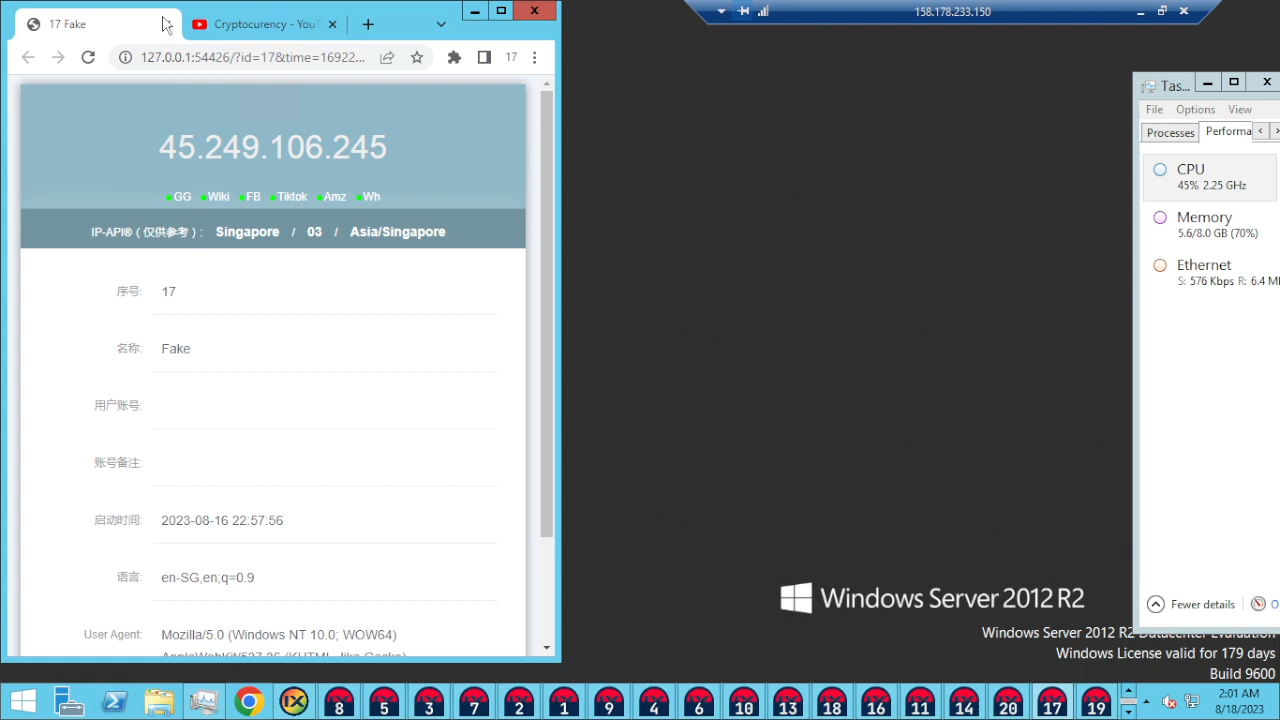 17 Fake
Cryptocurency - YouT
158.178.233.150
127.0.0.1:54426/?id=17&time=16922...
17
45.249.106.245
GG Wiki FB Tiktok Amz Wh
IP-API®（仅供参考）: Singapore / 03 / Asia/Singapore
序号: 17
名称: Fake
用户账号:
账号备注:
启动时间: 2023-08-16 22:57:56
语言: en-SG,en;q=0.9
User Agent: Mozilla/5.0 (Windows NT 10.0; WOW64)
AppleWebKit/537.36 (KHTML, like Gecko)
Tas...
File Options View
Processes Performa
CPU
45% 2.25 GHz
Memory
5.6/8.0 GB (70%)
Ethernet
S: 576 Kbps R: 6.4 M
Fewer details O
Windows Server 2012 R2
Windows Server 2012 R2 Datacenter Evaluation
Windows License valid for 179 days
Build 9600
IX 8 5 3 7 2 1 9 4 6 10 13 18 16 11 14 20 17 19
2:01 AM
8/18/2023